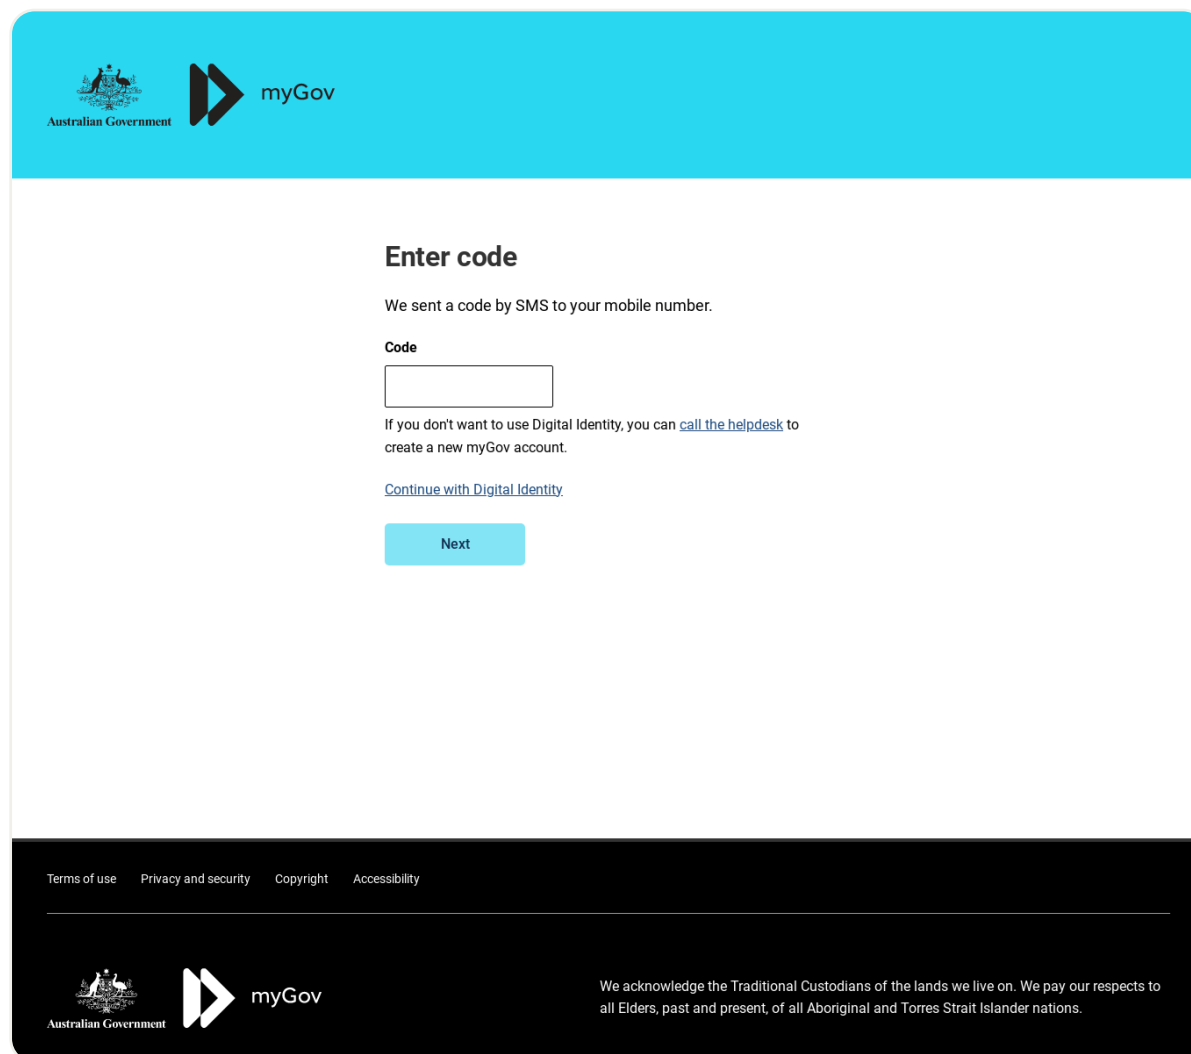 Australian Government
myGov
Enter code
We sent a code by SMS to your mobile number.
Code
If you don't want to use Digital Identity, you can call the helpdesk to
create a new myGov account.
Continue with Digital Identity
Next
Terms of use Privacy and security Copyright Accessibility
Australian Government
myGov
We acknowledge the Traditional Custodians of the lands we live on. We pay our respects to
all Elders, past and present, of all Aboriginal and Torres Strait Islander nations.